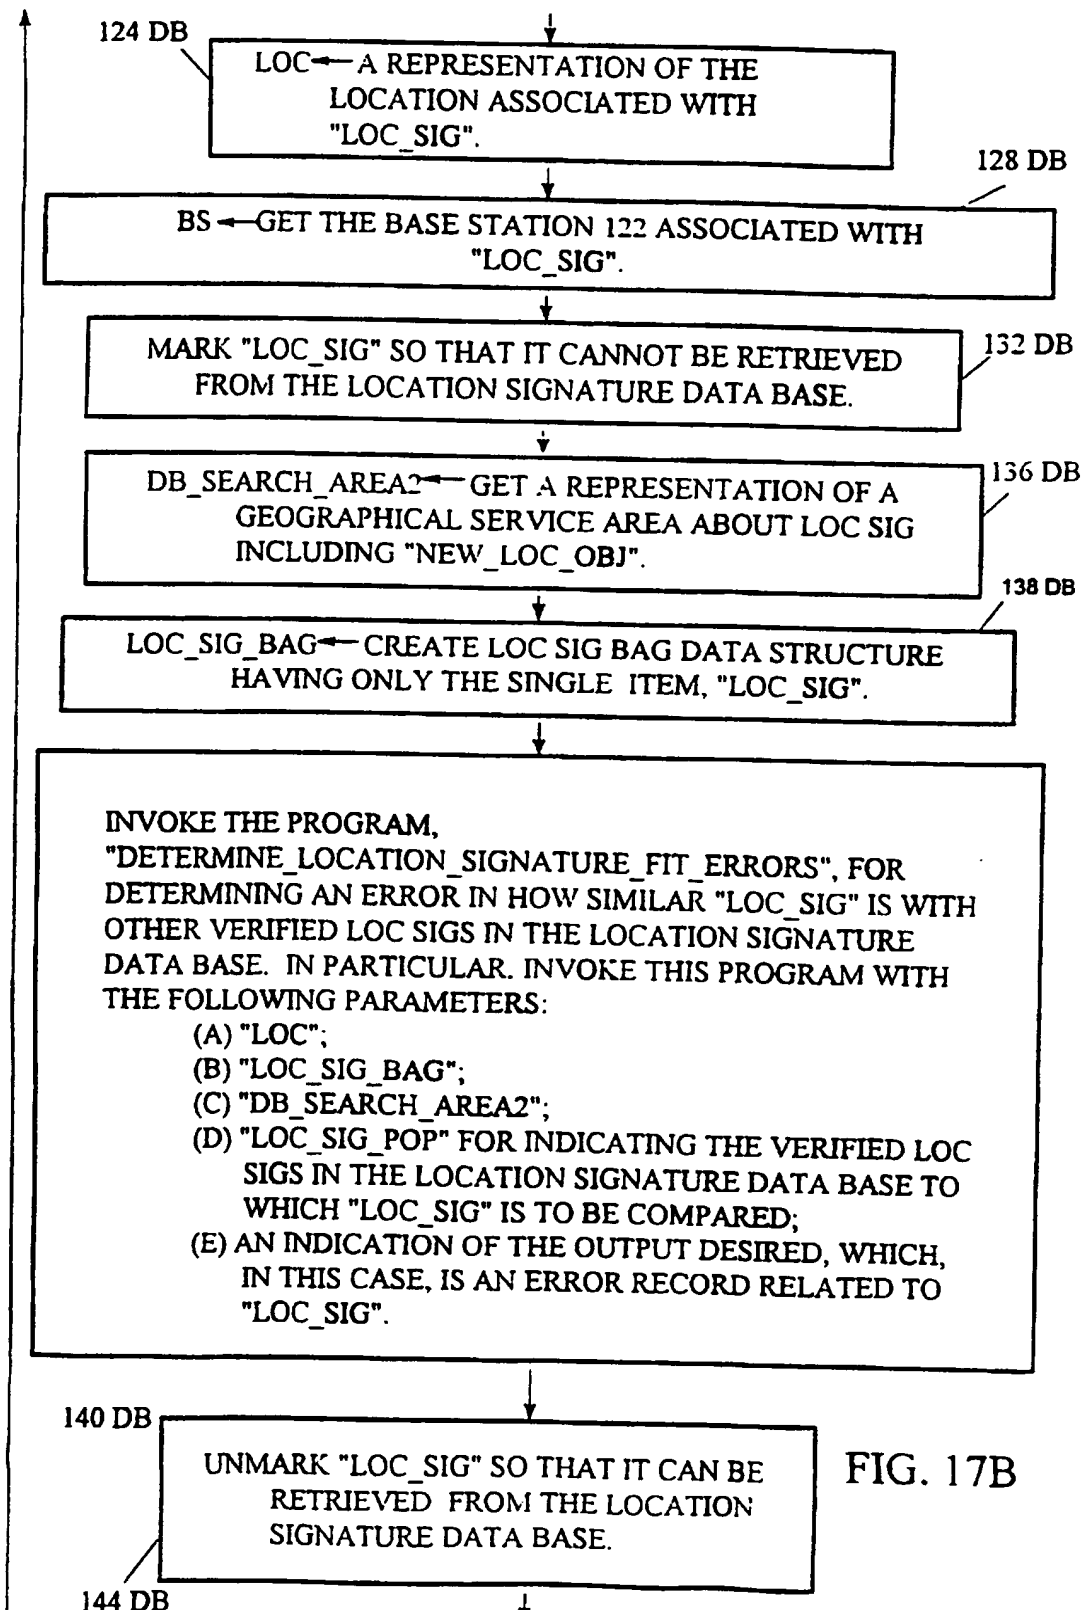 124 DB
LOC ← A REPRESENTATION OF THE
LOCATION ASSOCIATED WITH
"LOC_SIG".
128 DB
BS ← GET THE BASE STATION 122 ASSOCIATED WITH
"LOC_SIG".
132 DB
MARK "LOC_SIG" SO THAT IT CANNOT BE RETRIEVED
FROM THE LOCATION SIGNATURE DATA BASE.
136 DB
DB_SEARCH_AREA2 ← GET A REPRESENTATION OF A
GEOGRAPHICAL SERVICE AREA ABOUT LOC SIG
INCLUDING "NEW_LOC_OBJ".
138 DB
LOC_SIG_BAG ← CREATE LOC SIG BAG DATA STRUCTURE
HAVING ONLY THE SINGLE ITEM, "LOC_SIG".
INVOKE THE PROGRAM,
"DETERMINE_LOCATION_SIGNATURE_FIT_ERRORS", FOR
DETERMINING AN ERROR IN HOW SIMILAR "LOC_SIG" IS WITH
OTHER VERIFIED LOC SIGS IN THE LOCATION SIGNATURE
DATA BASE. IN PARTICULAR. INVOKE THIS PROGRAM WITH
THE FOLLOWING PARAMETERS:
(A) "LOC";
(B) "LOC_SIG_BAG";
(C) "DB_SEARCH_AREA2";
(D) "LOC_SIG_POP" FOR INDICATING THE VERIFIED LOC
SIGS IN THE LOCATION SIGNATURE DATA BASE TO
WHICH "LOC_SIG" IS TO BE COMPARED;
(E) AN INDICATION OF THE OUTPUT DESIRED, WHICH,
IN THIS CASE, IS AN ERROR RECORD RELATED TO
"LOC_SIG".
140 DB
UNMARK "LOC_SIG" SO THAT IT CAN BE
RETRIEVED FROM THE LOCATION
SIGNATURE DATA BASE.
FIG. 17B
144 DB